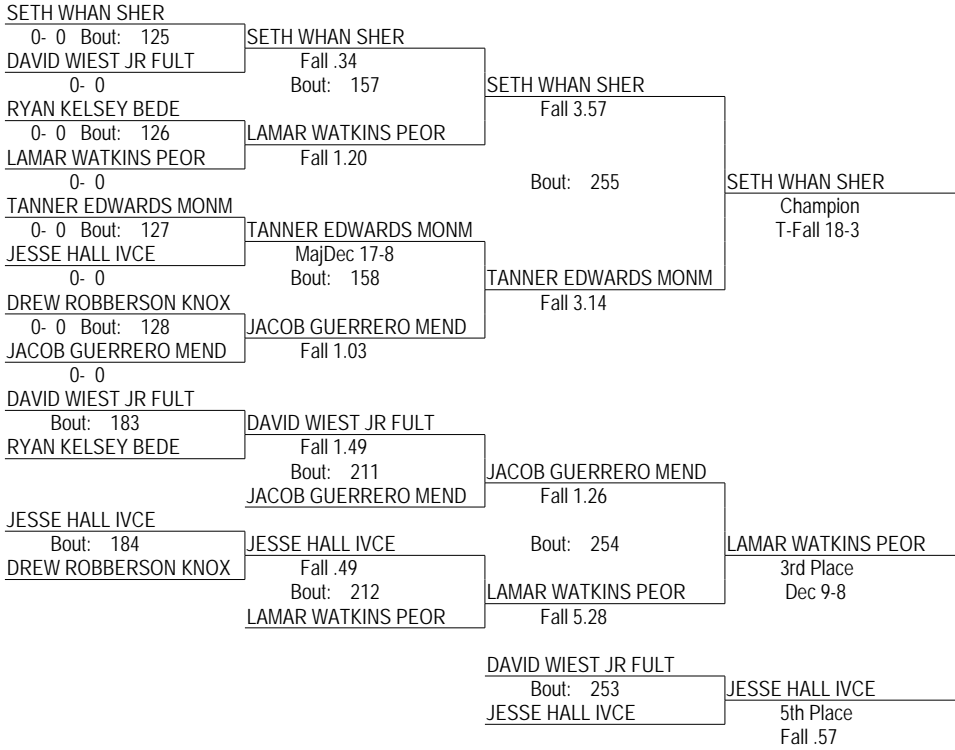 SETH WHAN SHER
0- 0 Bout: 125
SETH WHAN SHER
DAVID WIEST JR FULT
Fall .34
0- 0
Bout: 157
SETH WHAN SHER
RYAN KELSEY BEDE
Fall 3.57
0- 0 Bout: 126
LAMAR WATKINS PEOR
LAMAR WATKINS PEOR
Fall 1.20
0- 0
Bout: 255
SETH WHAN SHER
TANNER EDWARDS MONM
Champion
0- 0 Bout: 127
TANNER EDWARDS MONM
T-Fall 18-3
JESSE HALL IVCE
MajDec 17-8
0- 0
Bout: 158
TANNER EDWARDS MONM
DREW ROBBERSON KNOX
Fall 3.14
0- 0 Bout: 128
JACOB GUERRERO MEND
JACOB GUERRERO MEND
Fall 1.03
0- 0
DAVID WIEST JR FULT
Bout: 183
DAVID WIEST JR FULT
RYAN KELSEY BEDE
Fall 1.49
Bout: 211
JACOB GUERRERO MEND
JACOB GUERRERO MEND
Fall 1.26
JESSE HALL IVCE
Bout: 184
JESSE HALL IVCE
Bout: 254
LAMAR WATKINS PEOR
DREW ROBBERSON KNOX
Fall .49
3rd Place
Bout: 212
LAMAR WATKINS PEOR
Dec 9-8
LAMAR WATKINS PEOR
Fall 5.28
DAVID WIEST JR FULT
Bout: 253
JESSE HALL IVCE
JESSE HALL IVCE
5th Place
Fall .57